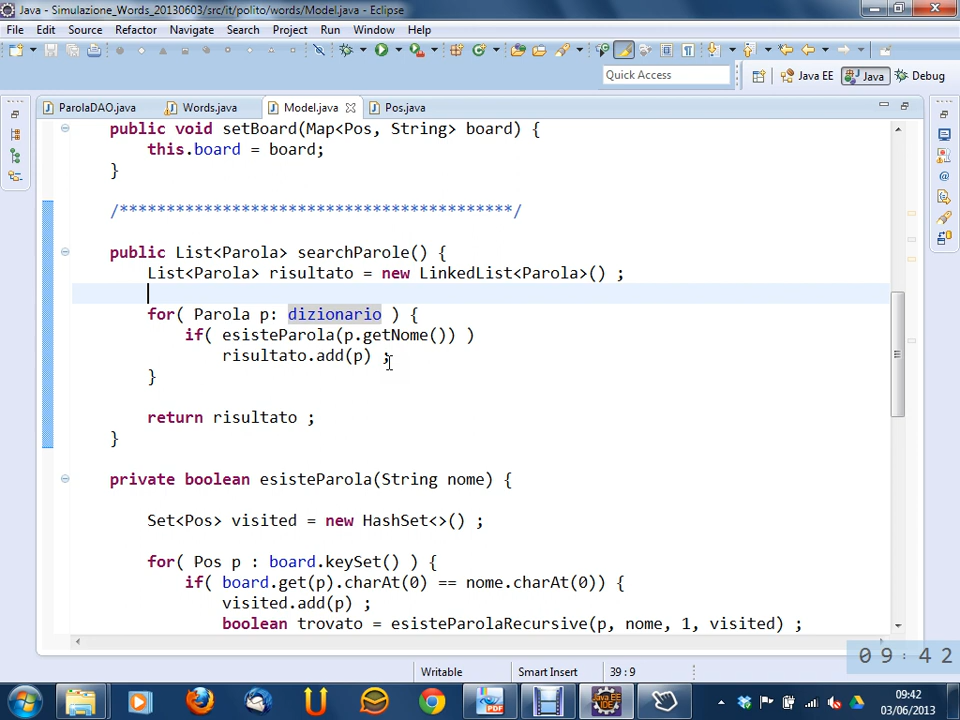 Java - Simulazione_Words_20130603/src/it/polito/words/Model.java - Eclipse
File Edit Source Refactor Navigate Search Project Run Window Help
Quick Access
Java EE Java Debug
ParolaDAO.java Words.java Model.java Pos.java
public void setBoard(Map<Pos, String> board) {
this.board = board;
}
/******************************************/
public List<Parola> searchParole() {
List<Parola> risultato = new LinkedList<Parola>() ;
for( Parola p: dizionario ) {
if( esisteParola(p.getNome()) )
risultato.add(p) ;
}
return risultato ;
}
private boolean esisteParola(String nome) {
Set<Pos> visited = new HashSet<>() ;
for( Pos p : board.keySet() ) {
if( board.get(p).charAt(0) == nome.charAt(0)) {
visited.add(p) ;
boolean trovato = esisteParolaRecursive(p, nome, 1, visited) ;
09:42
Writable Smart Insert 39 : 9
PDF
Java EE IDE
09:42
03/06/2013